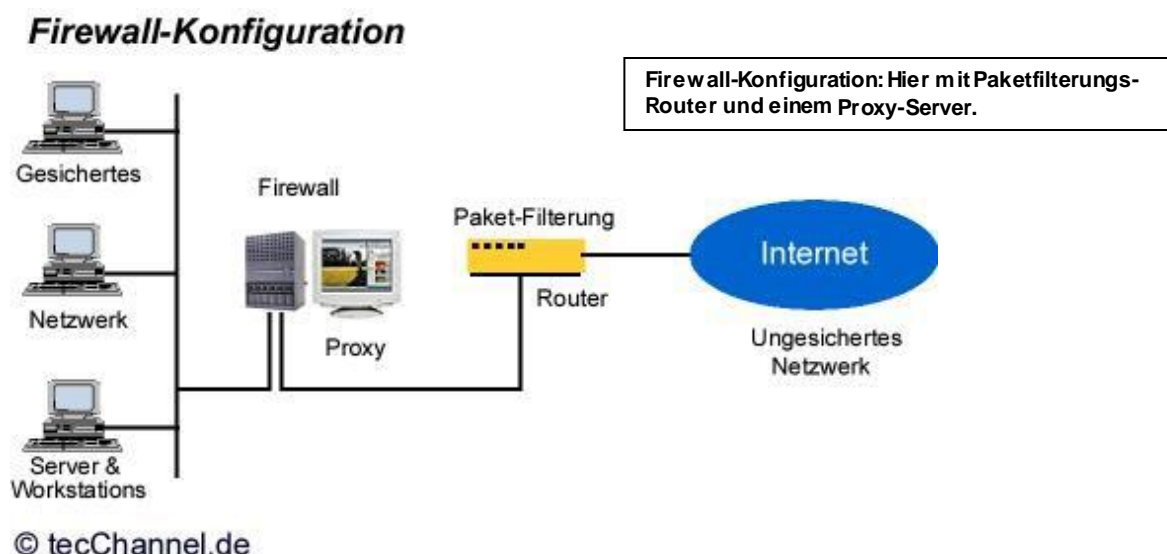 Firewall-Konfiguration
Firewall-Konfiguration: Hier mit Paketfilterungs-
Router und einem Proxy-Server.
Gesichertes
Netzwerk
Server &
Workstations
Firewall
Proxy
Paket-Filterung
Router
Internet
Ungesichertes
Netzwerk
© tecChannel.de